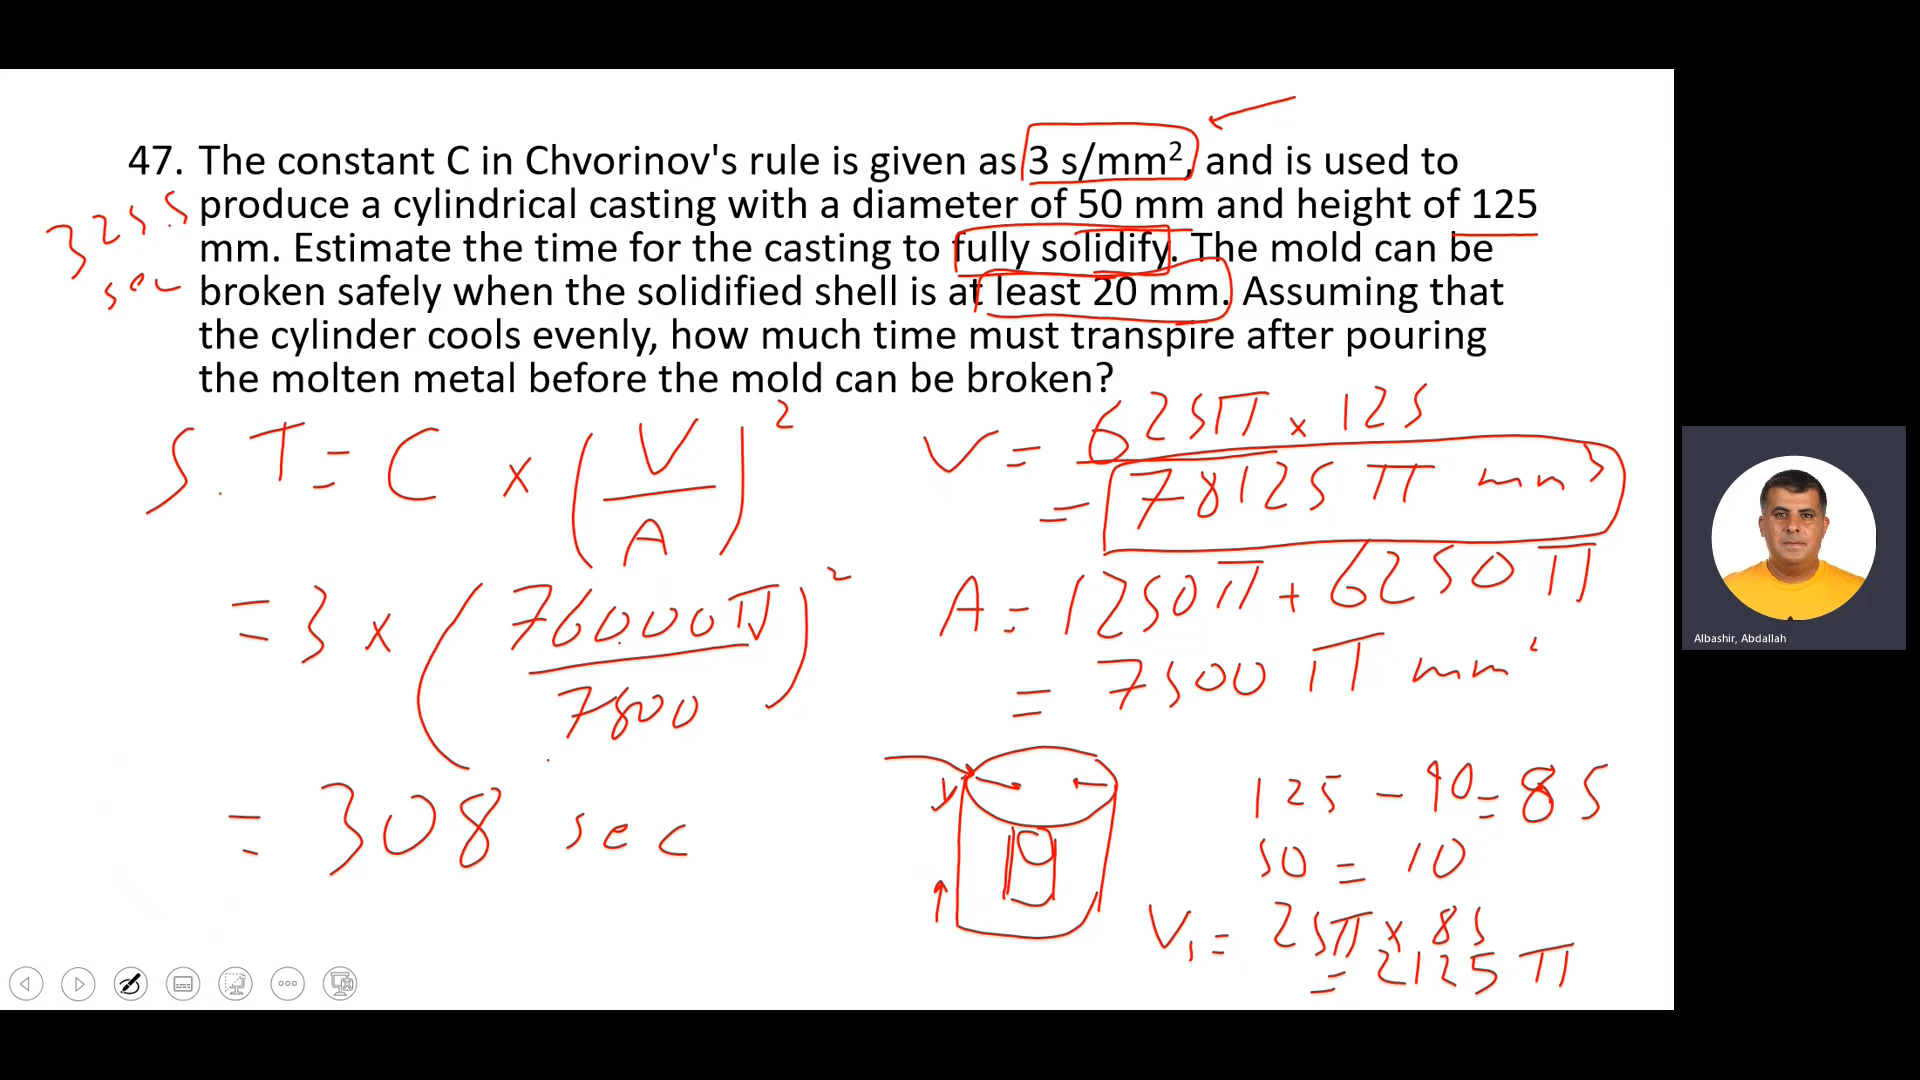 47. The constant C in Chvorinov's rule is given as 3 s/mm², and is used to
produce a cylindrical casting with a diameter of 50 mm and height of 125
mm. Estimate the time for the casting to fully solidify. The mold can be
broken safely when the solidified shell is at least 20 mm. Assuming that
the cylinder cools evenly, how much time must transpire after pouring
the molten metal before the mold can be broken?
325.5
sec
S.T = C × (V/A)²
= 3 × (76000π/7500)²
= 308 sec
V = 625π × 125
= 78125 π mm³
A = 1250π + 6250π
= 7500 π mm²
125 - 40 = 85
50 = 10
V₁ = 25π × 85
= 2125 π
Albashir, Abdallah